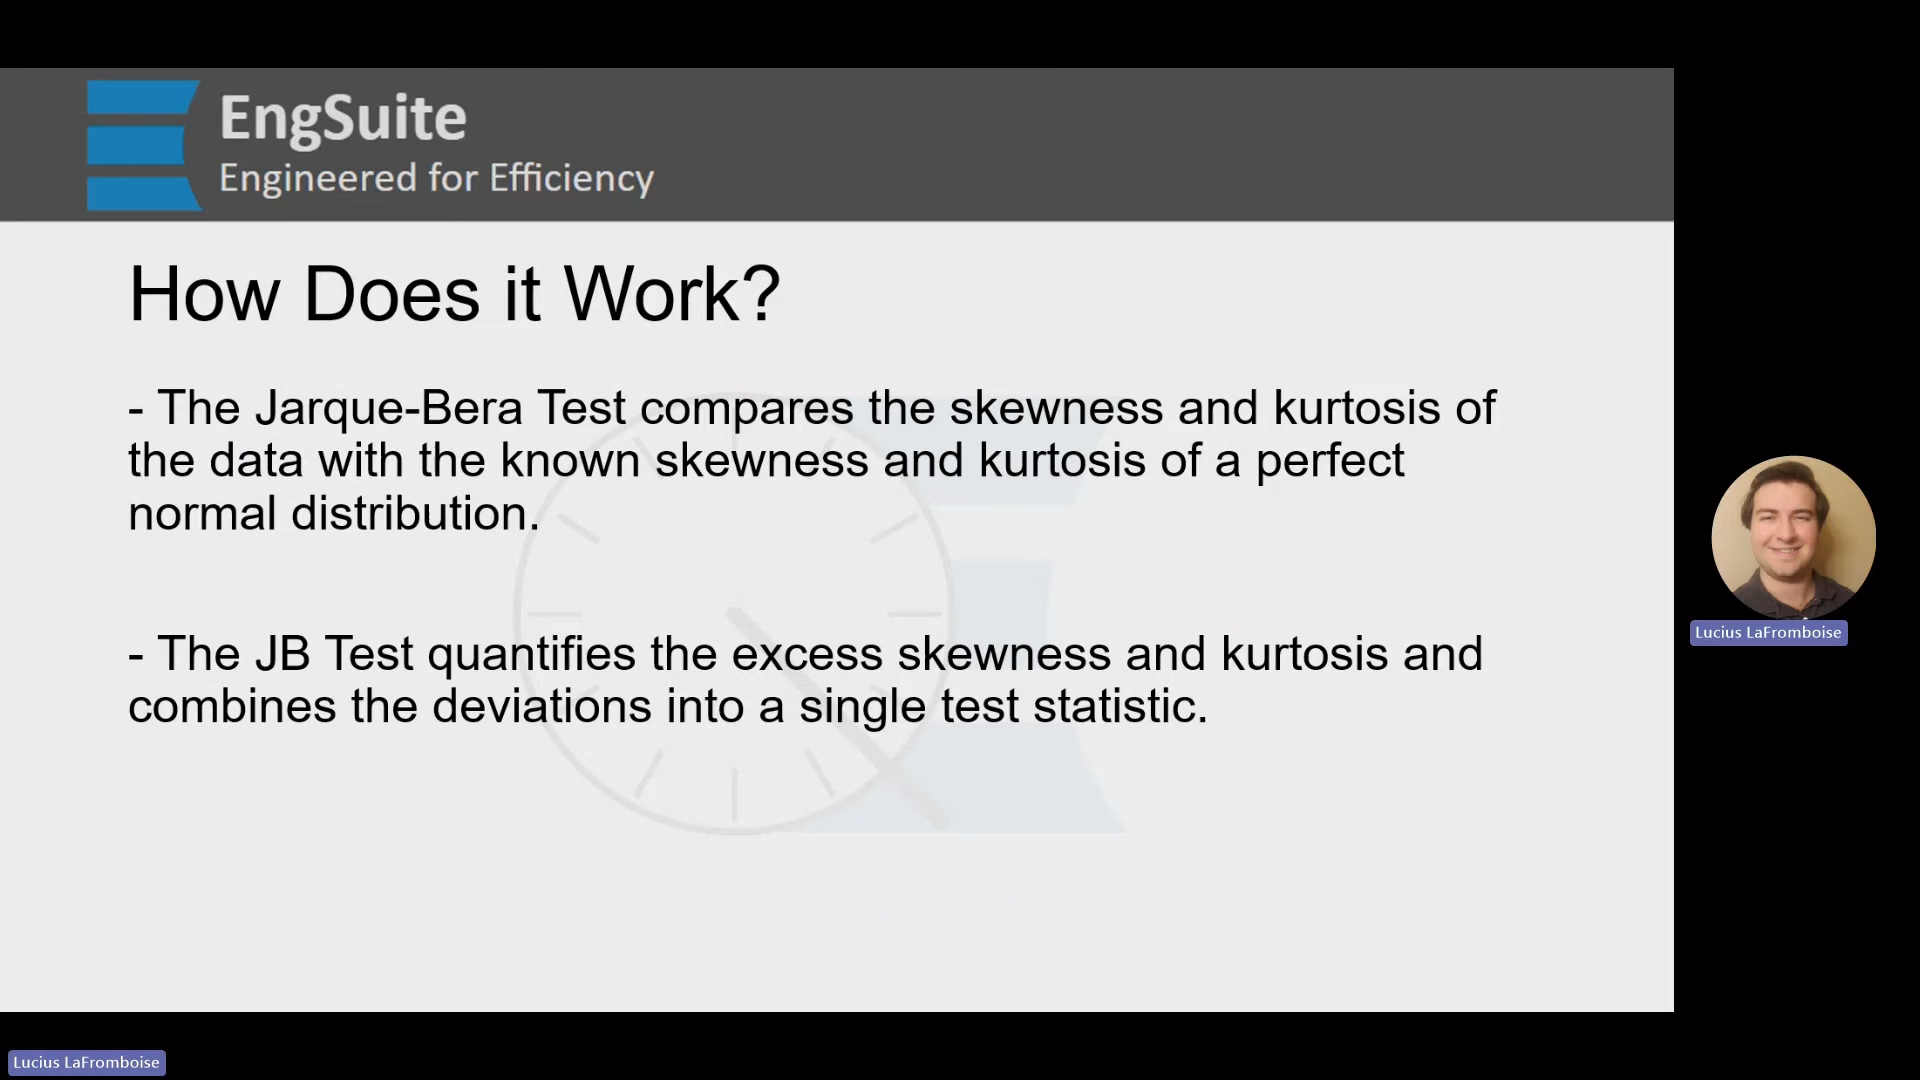 EngSuite
Engineered for Efficiency
How Does it Work?
- The Jarque-Bera Test compares the skewness and kurtosis of
the data with the known skewness and kurtosis of a perfect
normal distribution.
- The JB Test quantifies the excess skewness and kurtosis and
combines the deviations into a single test statistic.
Lucius LaFromboise
Lucius LaFromboise